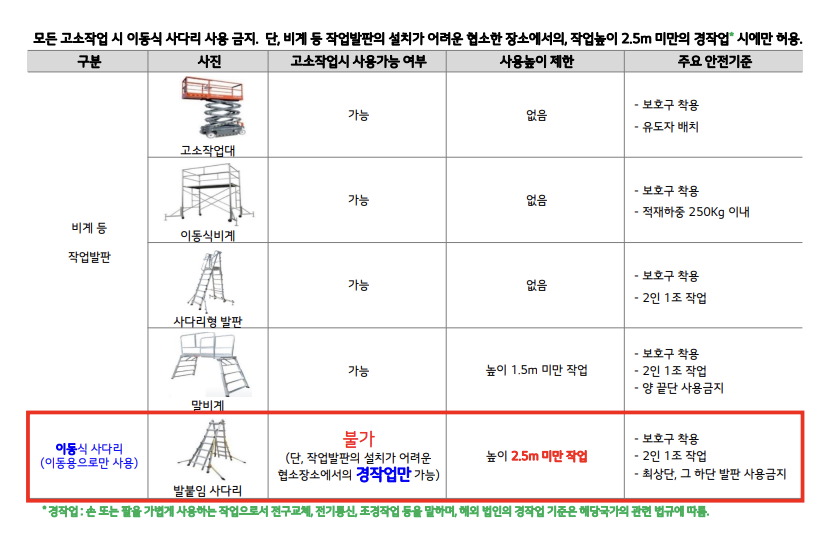 모든 고소작업 시 이동식 사다리 사용 금지. 단, 비계 등 작업발판의 설치가 어려운 협소한 장소에서의, 작업높이 2.5m 미만의 경작업* 시에만 허용.
구분 사진 고소작업시 사용가능 여부 사용높이 제한 주요 안전기준
비계 등
작업발판
고소작업대
가능
없음
- 보호구 착용
- 유도자 배치
이동식비계
가능
없음
- 보호구 착용
- 적재하중 250Kg 이내
사다리형 발판
가능
없음
- 보호구 착용
- 2인 1조 작업
말비계
가능
높이 1.5m 미만 작업
- 보호구 착용
- 2인 1조 작업
- 양 끝단 사용금지
이동식 사다리
(이동용으로만 사용)
발붙임 사다리
불가
(단, 작업발판의 설치가 어려운
협소장소에서의 경작업만 가능)
높이 2.5m 미만 작업
- 보호구 착용
- 2인 1조 작업
- 최상단, 그 하단 발판 사용금지
* 경작업 : 손 또는 팔을 가볍게 사용하는 작업으로서 전구교체, 전기통신, 조경작업 등을 말하며, 해외 법인의 경작업 기준은 해당국가의 관련 법규에 따름.